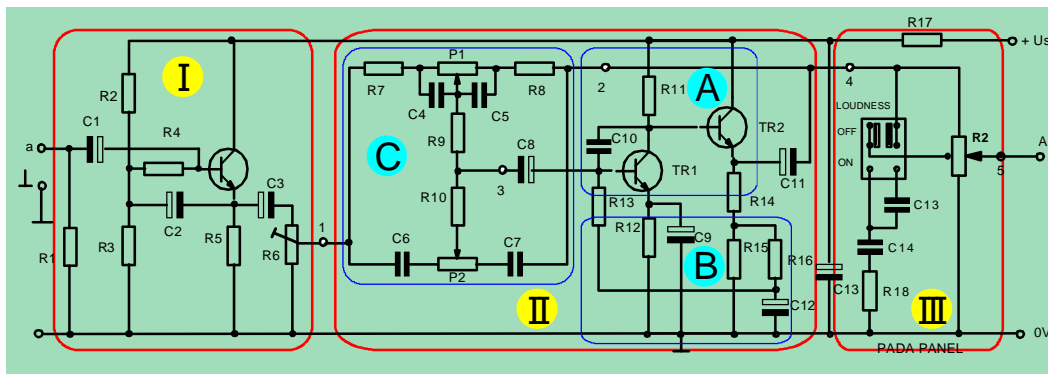 R17
+ Us
I
P1
R7
R8
2
4
R2
C4
C5
R11
A
LOUDNESS
C1
R4
TR2
OFF
R2
a
R9
C10
A
C
C8
ON
5
3
TR1
C11
C3
R10
R13
R14
C13
1
C2
R12
C9
R3
R5
C14
R1
R6
C6
C7
R15
B
R16
P2
C13
R18
C12
II
III
0V
PADA PANEL